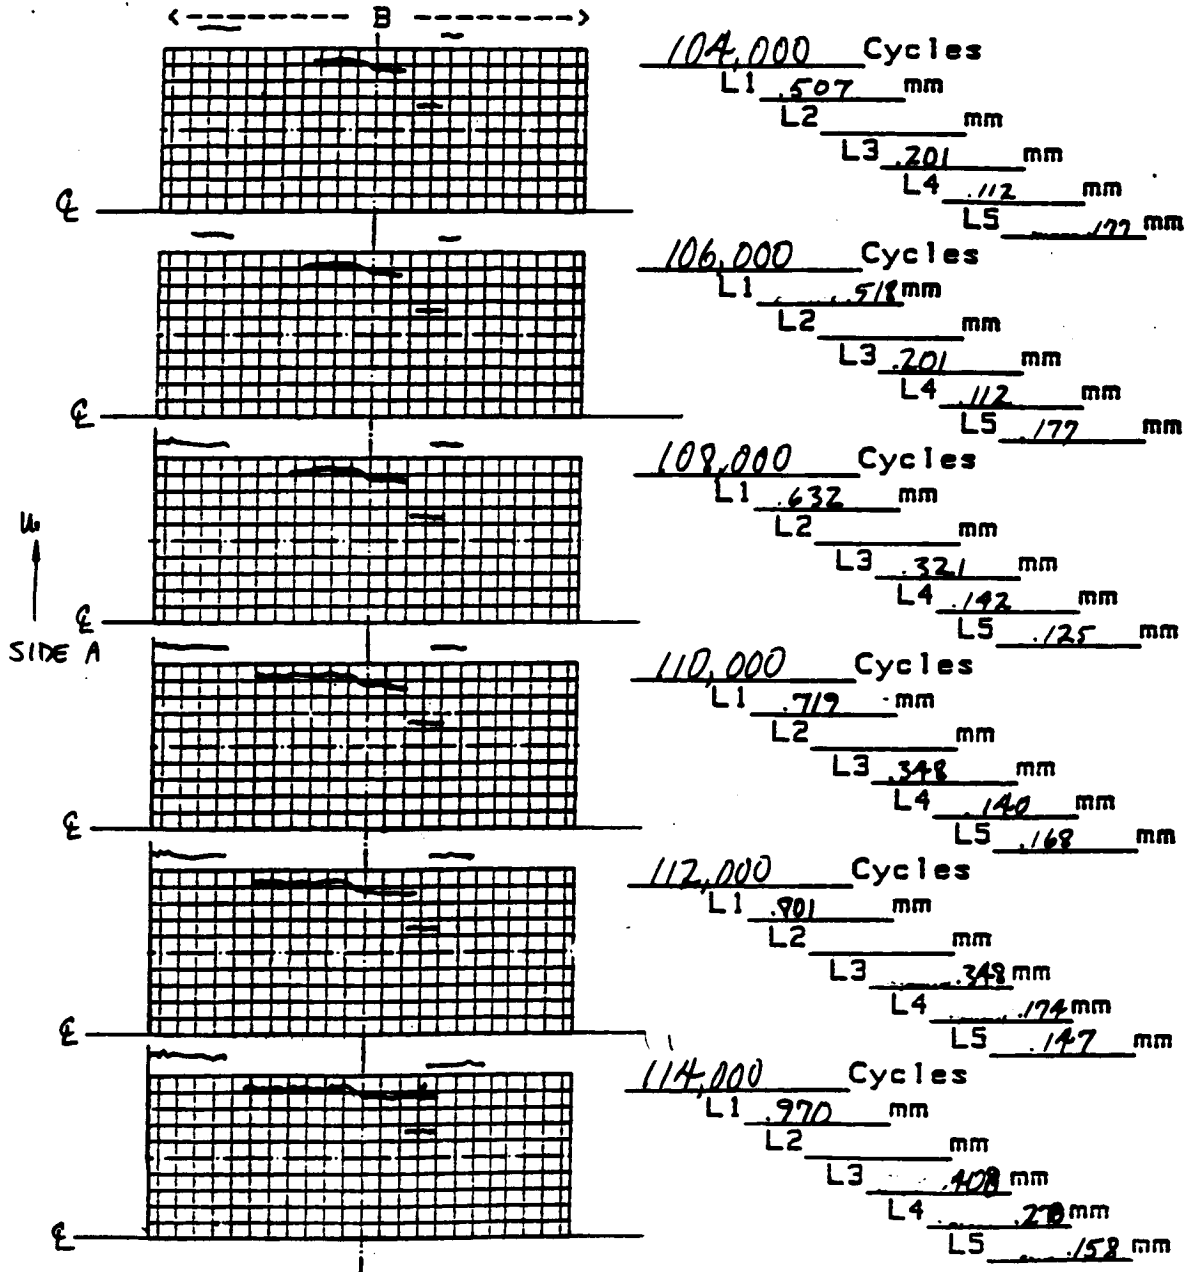 B
104,000 Cycles
L1 .507 mm
L2 mm
L3 .201 mm
L4 .112 mm
L5 .177 mm
℄
106,000 Cycles
L1 .518 mm
L2 mm
L3 .201 mm
L4 .112 mm
L5 .177 mm
℄
108,000 Cycles
L1 .632 mm
L2 mm
L3 .321 mm
L4 .142 mm
L5 .125 mm
℄
SIDE A
110,000 Cycles
L1 .719 mm
L2 mm
L3 .348 mm
L4 .140 mm
L5 .168 mm
℄
112,000 Cycles
L1 .901 mm
L2 mm
L3 .348 mm
L4 .174 mm
L5 .147 mm
℄
114,000 Cycles
L1 .970 mm
L2 mm
L3 mm
L4 mm
L5 .158 mm
℄